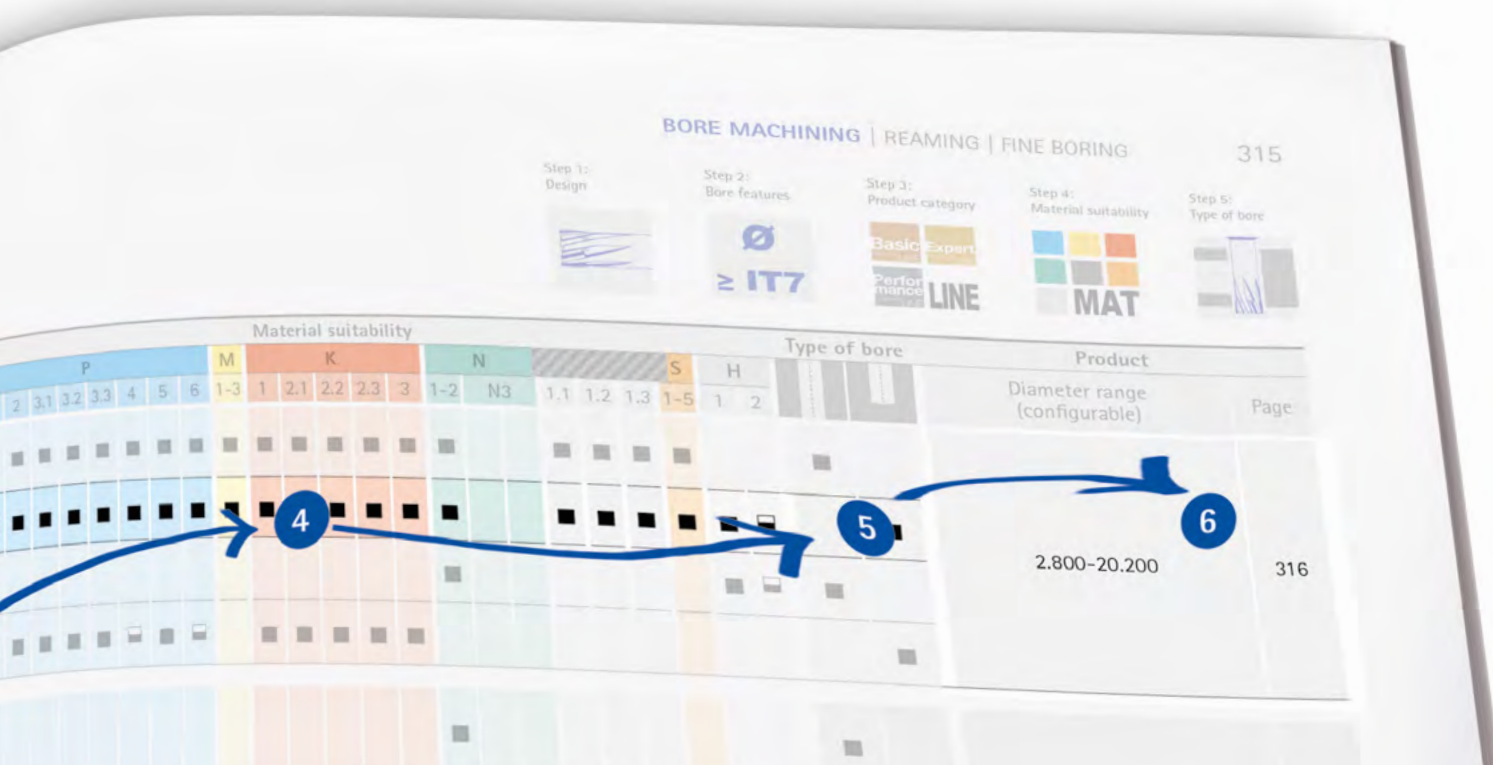 BORE MACHINING | REAMING | FINE BORING 315
Step 1:
Design
Step 2:
Bore features
Step 3:
Product category
Step 4:
Material suitability
Step 5:
Type of bore
Ø
≥ IT7
Basic Expert
Perfor
mance LINE
MAT
Material suitability Type of bore Product
P M K N S H
2 3.1 3.2 3.3 4 5 6 1-3 1 2.1 2.2 2.3 3 1-2 N3 1.1 1.2 1.3 1-5 1 2
Diameter range
(configurable)
Page
4 5 6
2.800-20.200 316